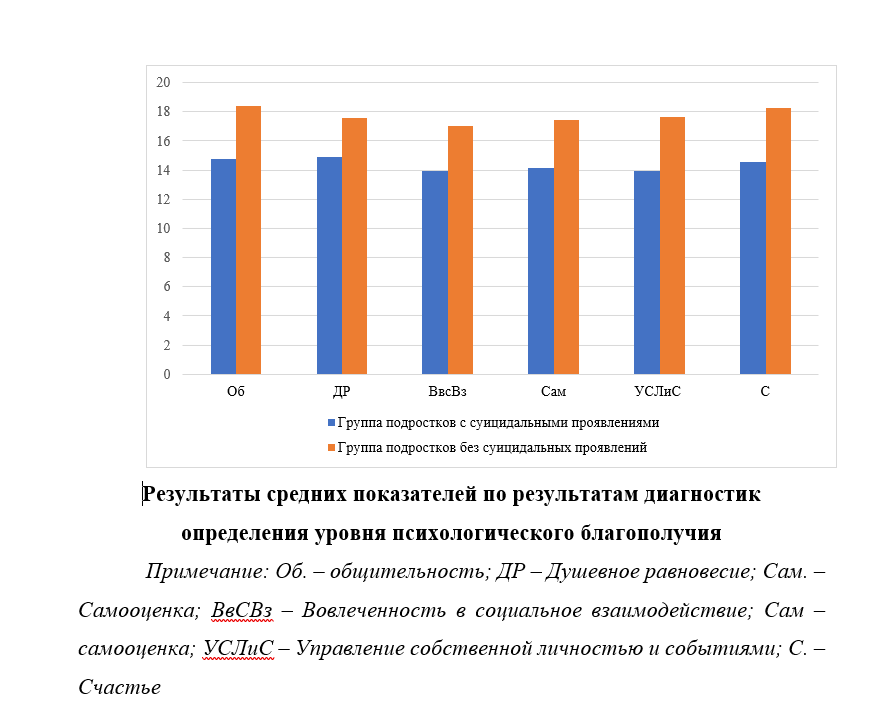 20
18
16
14
12
10
8
6
4
2
0
Об ДР ВвсВз Сам УСЛиС С
Группа подростков с суицидальными проявлениями
Группа подростков без суицидальных проявлений
Результаты средних показателей по результатам диагностик
определения уровня психологического благополучия
Примечание: Об. – общительность; ДР – Душевное равновесие; Сам. –
Самооценка; ВвСВз – Вовлеченность в социальное взаимодействие; Сам –
самооценка; УСЛиС – Управление собственной личностью и событиями; С. –
Счастье